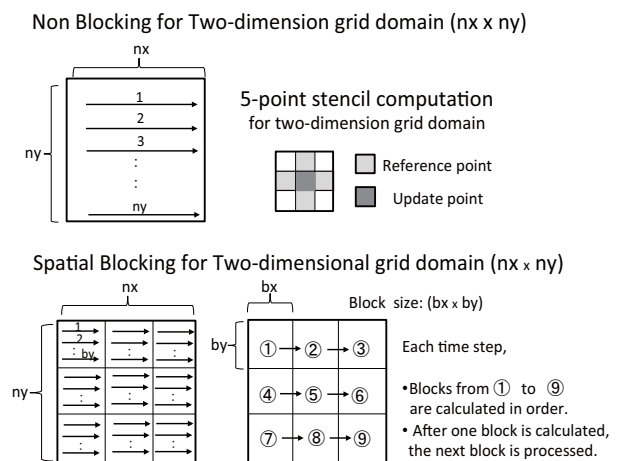 Non Blocking for Two-dimension grid domain (nx x ny)
nx
1
2
3
:
:
ny
ny
5-point stencil computation
for two-dimension grid domain
Reference point
Update point
Spatial Blocking for Two-dimensional grid domain (nx x ny)
nx
1
2
: by
:
:
:
:
:
:
:
:
ny
bx
by
Block size: (bx x by)
① ② ③
④ ⑤ ⑥
⑦ ⑧ ⑨
Each time step,
•Blocks from ① to ⑨
are calculated in order.
• After one block is calculated,
the next block is processed.